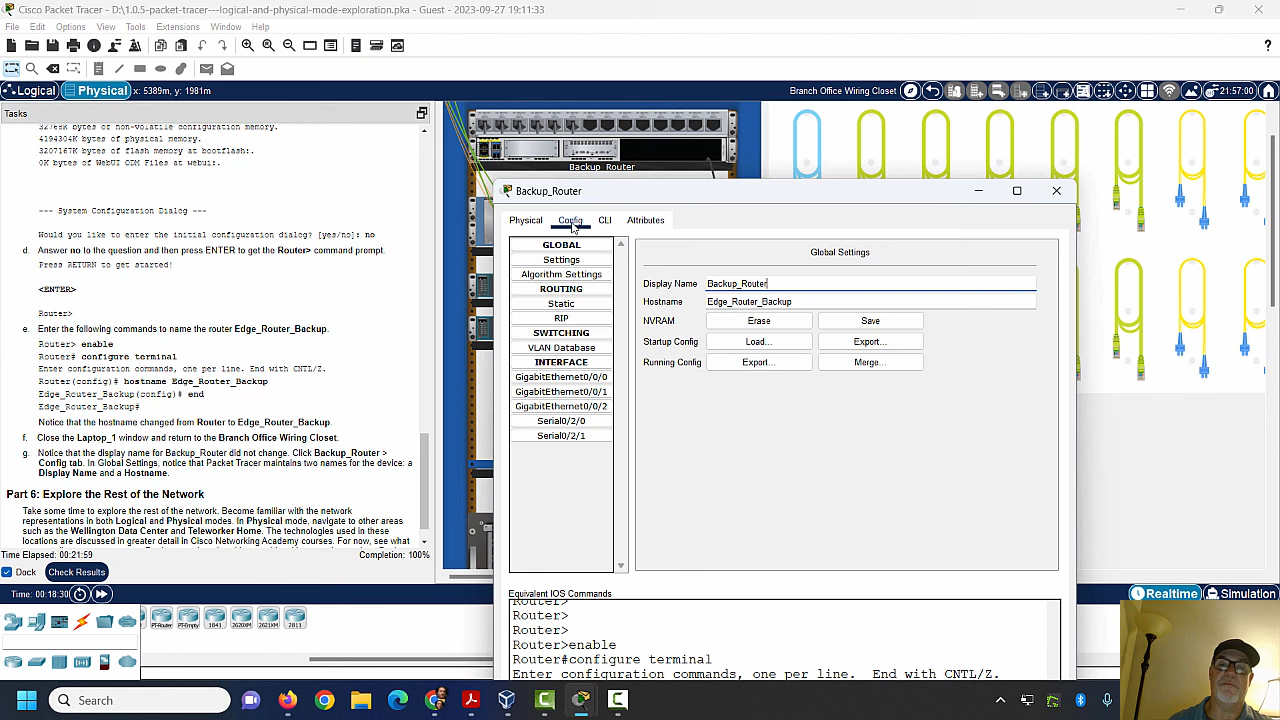 Cisco Packet Tracer - D:\1.0.5-packet-tracer---logical-and-physical-mode-exploration.pka - Guest - 2023-09-27 19:11:33
File Edit Options View Tools Extensions Window Help
Logical Physical x: 5389m, y: 1981m Branch Office Wiring Closet 21:57:00
Tasks
32768K bytes of non-volatile configuration memory.
4194304K bytes of physical memory.
3207167K bytes of flash memory at bootflash:.
0K bytes of WebUI ODM Files at webui:.
--- System Configuration Dialog ---
Would you like to enter the initial configuration dialog? [yes/no]: no
d. Answer no to the question and then press ENTER to get the Router> command prompt.
Press RETURN to get started!
<ENTER>
Router>
e. Enter the following commands to name the router Edge_Router_Backup.
Router> enable
Router# configure terminal
Enter configuration commands, one per line. End with CNTL/Z.
Router(config)# hostname Edge_Router_Backup
Edge_Router_Backup(config)# end
Edge_Router_Backup#
Notice that the hostname changed from Router to Edge_Router_Backup.
f. Close the Laptop_1 window and return to the Branch Office Wiring Closet.
g. Notice that the display name for Backup_Router did not change. Click Backup_Router >
Config tab. In Global Settings, notice that Packet Tracer maintains two names for the device: a
Display Name and a Hostname.
Part 6: Explore the Rest of the Network
Take some time to explore the rest of the network. Become familiar with the network
representations in both Logical and Physical modes. In Physical mode, navigate to other areas
such as the Wellington Data Center and Teleworker Home. The technologies used in these
locations are discussed in greater detail in Cisco Networking Academy courses. For now, see what
Time Elapsed: 00:21:59 Completion: 100%
Dock Check Results
Backup Router
Backup_Router
Physical Config CLI Attributes
GLOBAL
Settings
Algorithm Settings
ROUTING
Static
RIP
SWITCHING
VLAN Database
INTERFACE
GigabitEthernet0/0/0
GigabitEthernet0/0/1
GigabitEthernet0/0/2
Serial0/2/0
Serial0/2/1
Global Settings
Display Name Backup_Router
Hostname Edge_Router_Backup
NVRAM Erase Save
Startup Config Load... Export...
Running Config Export... Merge...
Equivalent IOS Commands
Router>
Router>
Router>
Router>enable
Router#configure terminal
Enter configuration commands, one per line. End with CNTL/Z.
Time: 00:18:30 Realtime Simulation
PT-Router PT-Empty 1841 2620XM 2621XM 2811
Search